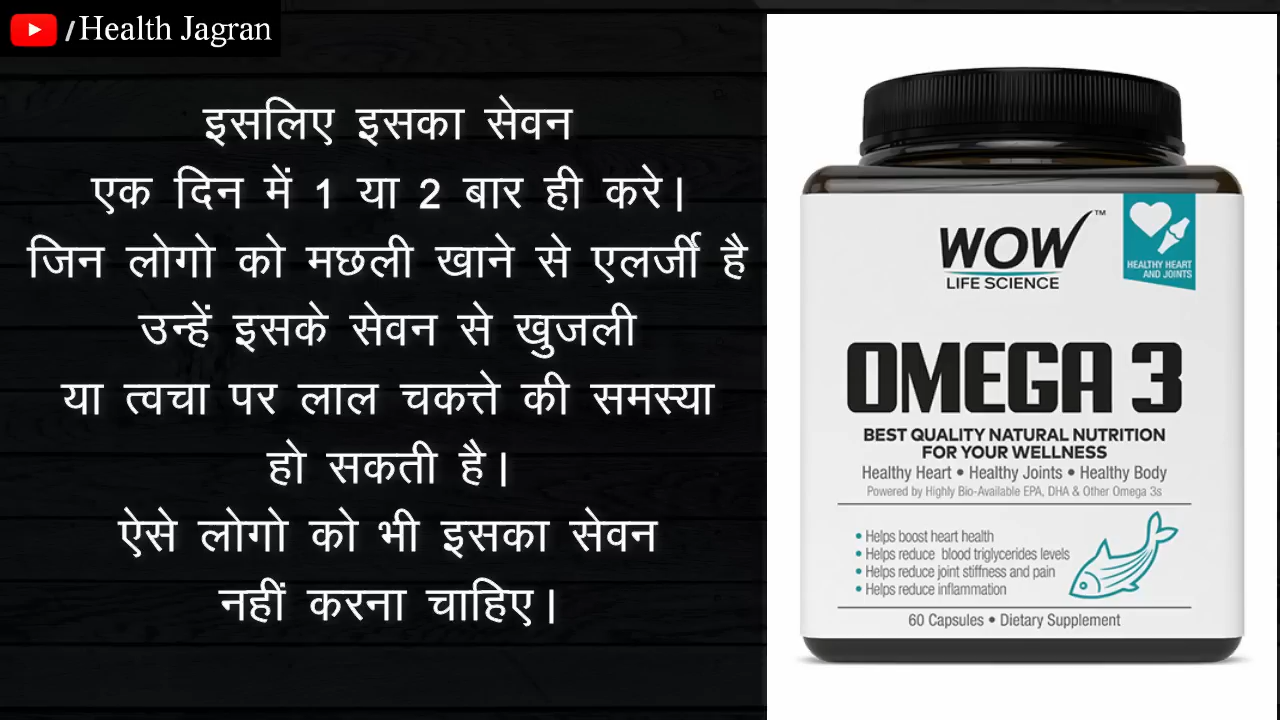 /Health Jagran
इसलिए इसका सेवन
एक दिन में 1 या 2 बार ही करे।
जिन लोगो को मछली खाने से एलर्जी है
उन्हें इसके सेवन से खुजली
या त्वचा पर लाल चकत्ते की समस्या
हो सकती है।
ऐसे लोगो को भी इसका सेवन
नहीं करना चाहिए।
WOW™
LIFE SCIENCE
HEALTHY HEART
AND JOINTS
OMEGA 3
BEST QUALITY NATURAL NUTRITION
FOR YOUR WELLNESS
Healthy Heart • Healthy Joints • Healthy Body
Powered by Highly Bio-Available EPA, DHA & Other Omega 3s
• Helps boost heart health
• Helps reduce blood triglycerides levels
• Helps reduce joint stiffness and pain
• Helps reduce inflammation
60 Capsules • Dietary Supplement